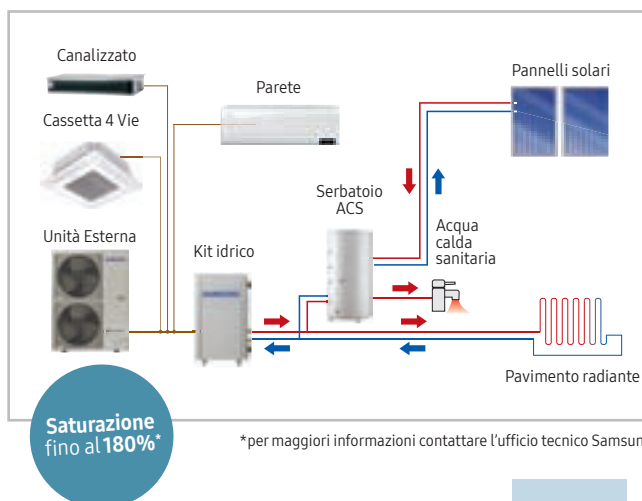 Canalizzato
Parete
Pannelli solari
Cassetta 4 Vie
Serbatoio
ACS
Acqua
calda
sanitaria
Unità Esterna
Kit idrico
Pavimento radiante
Saturazione
fino al 180%*
*per maggiori informazioni contattare l'ufficio tecnico Samsun